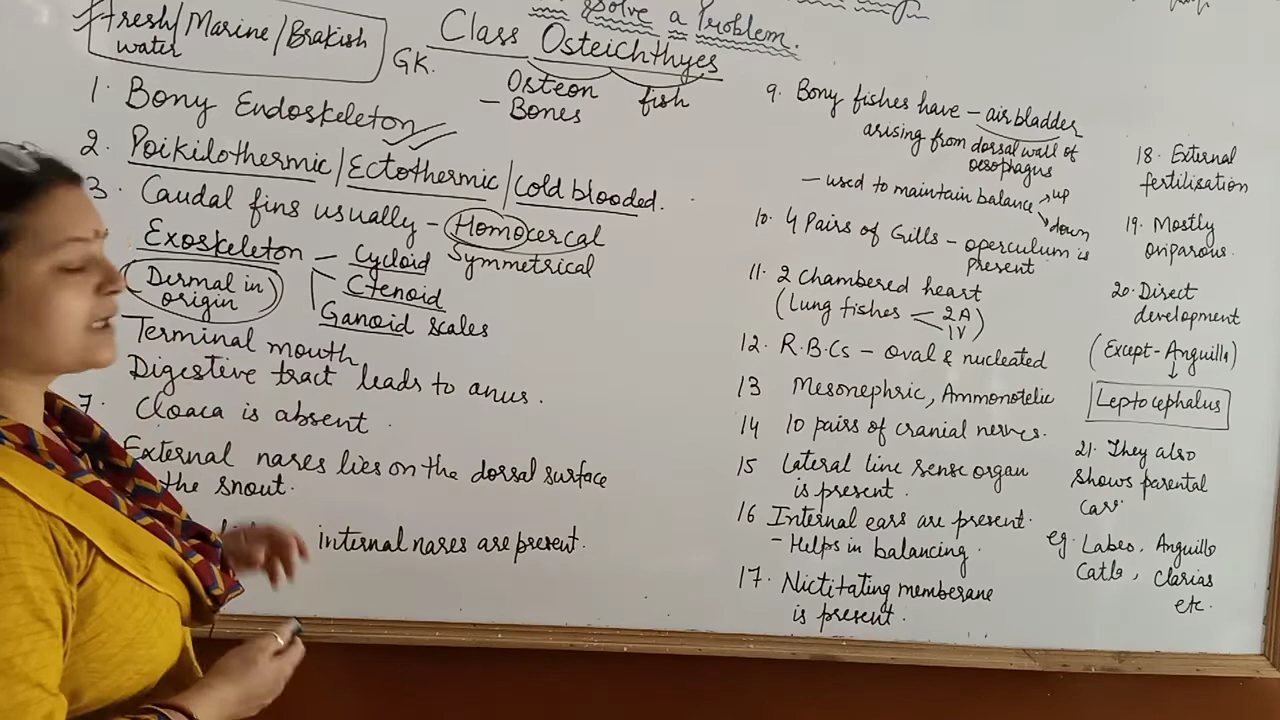 Solve a Problem.
Fresh/Marine/Brakish
water
GK.
Class Osteichthyes
Osteon fish
- Bones
1. Bony Endoskeleton
2. Poikilothermic/Ectothermic/Cold blooded.
3. Caudal fins usually - Homocercal
Symmetrical
Exoskeleton - Cycloid
Dermal in
origin
Ctenoid
Ganoid scales
Terminal mouth
Digestive tract leads to anus.
7. Cloaca is absent.
External nares lies on the dorsal surface
the snout.
internal nares are present.
9. Bony fishes have - air bladder
arising from dorsal wall of
oesophagus
- used to maintain balance up
down
10. 4 Pairs of Gills - operculum is
present
11. 2 Chambered heart
(Lung fishes 2A
1V)
12. R.B.Cs - oval & nucleated
13 Mesonephric, Ammonotelic
14 10 pairs of cranial nerves.
15 Lateral line sense organ
is present.
16 Internal ears are present.
- Helps in balancing.
17. Nictitating memberane
is present.
18. External
fertilisation
19. Mostly
oviparous.
20. Direct
development
(Except - Anguilla)
Leptocephalus
21. They also
shows parental
care
eg. Labeo, Anguilla
Catla, Clarias
etc.